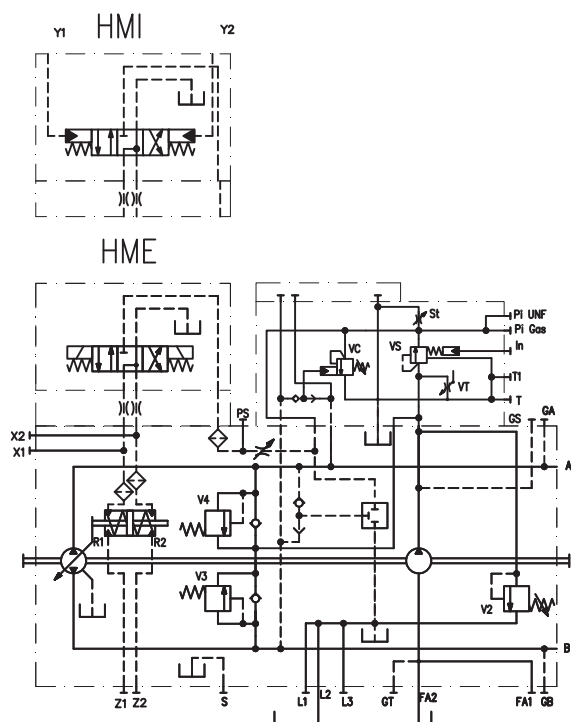 HMI
Y1
Y2
HME
St
Pi UNF
Pi Gas
VC
VS
In
VT
T1
T
PS
GS
GA
X2
X1
A
V4
R1
R2
V3
V2
B
Z1
Z2
S
L1
L2
L3
GT
FA2
FA1
GB